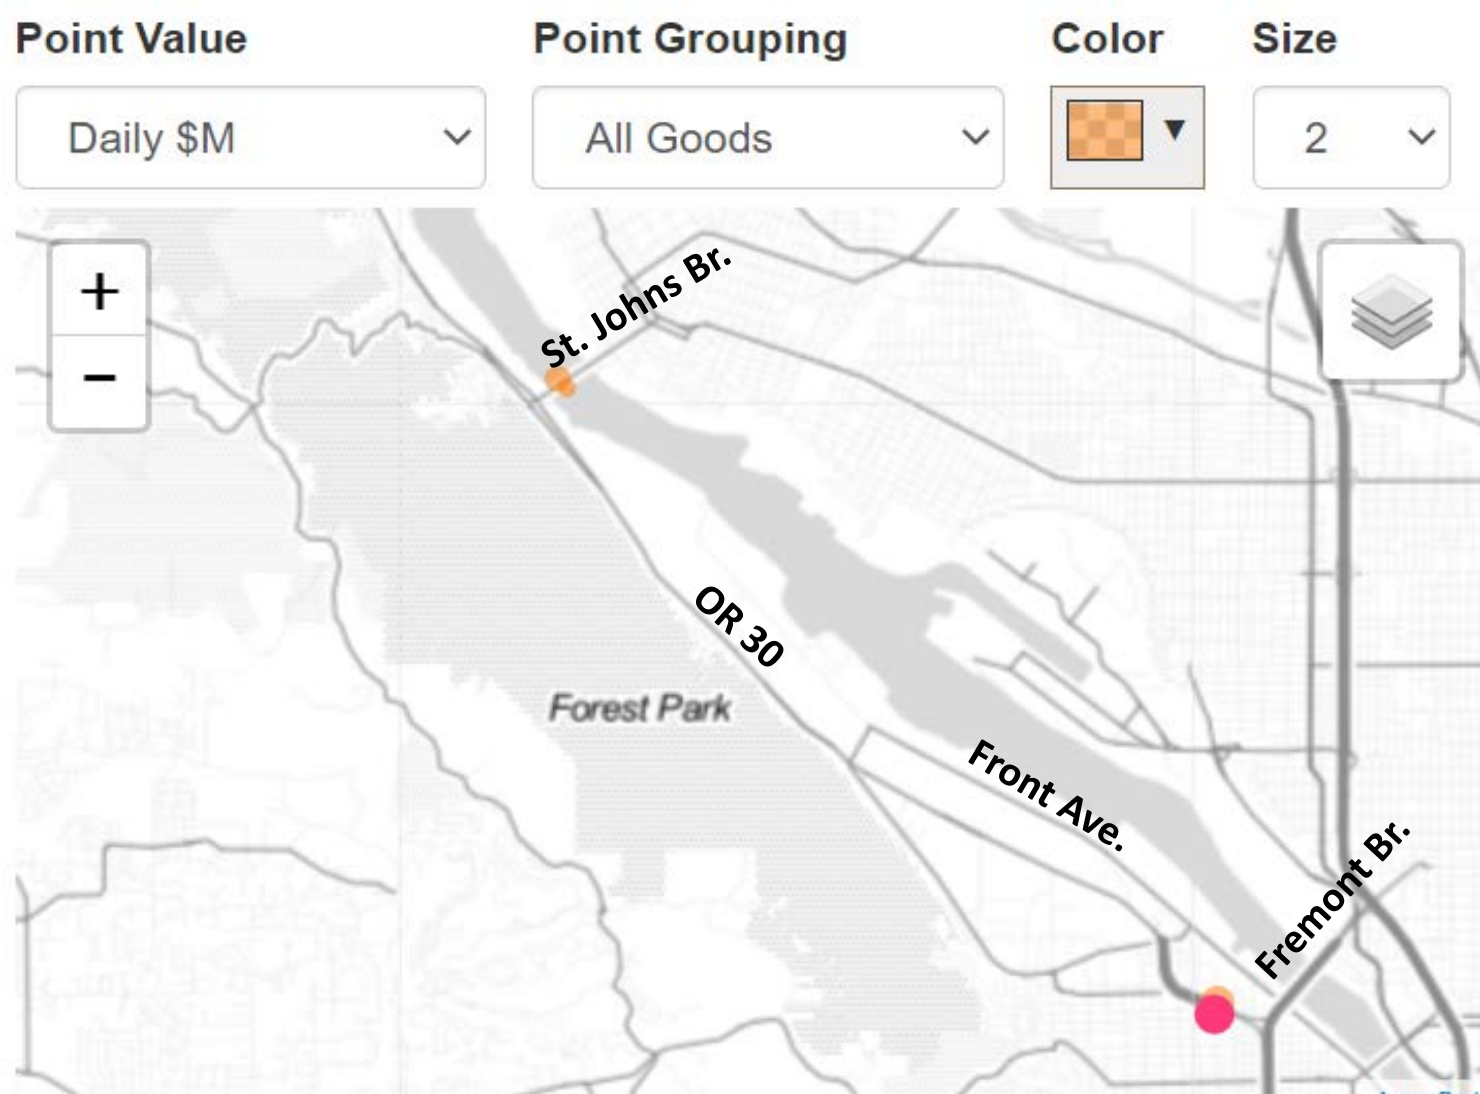 Point Value
Point Grouping
Color
Size
Daily $M
All Goods
2
+
−
St. Johns Br.
OR 30
Forest Park
Front Ave.
Fremont Br.